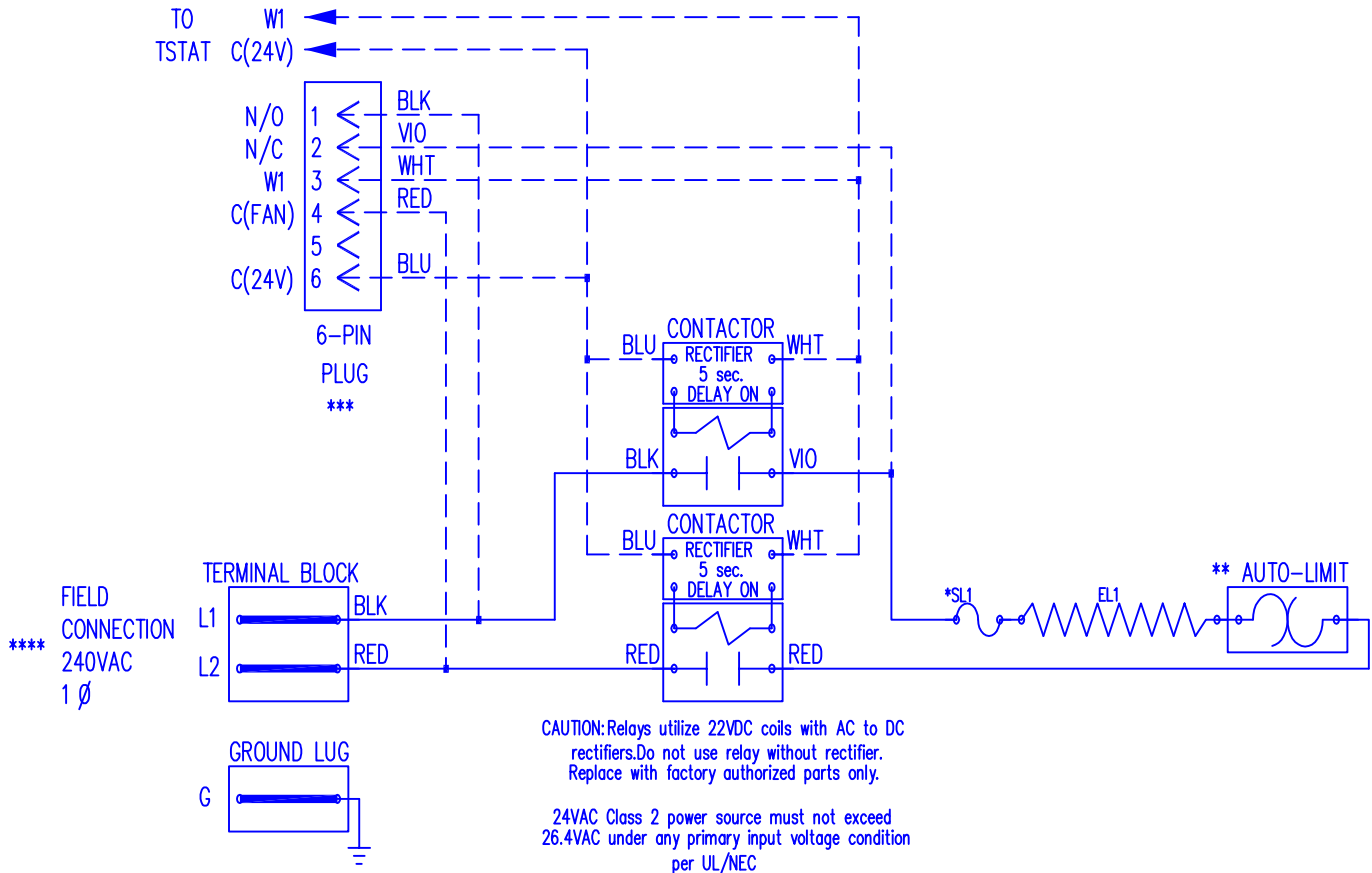 TO W1
TSTAT C(24V)
N/O 1 BLK
N/C 2 VIO
W1 3 WHT
C(FAN) 4 RED
5
C(24V) 6 BLU
6-PIN
PLUG
***
CONTACTOR
BLU RECTIFIER WHT
5 sec.
DELAY ON
BLK VIO
CONTACTOR
BLU RECTIFIER WHT
5 sec.
DELAY ON
RED RED
TERMINAL BLOCK
L1 BLK
L2 RED
FIELD
CONNECTION
**** 240VAC
1 Ø
*SL1 EL1 ** AUTO-LIMIT
GROUND LUG
G
CAUTION:Relays utilize 22VDC coils with AC to DC
rectifiers.Do not use relay without rectifier.
Replace with factory authorized parts only.
24VAC Class 2 power source must not exceed
26.4VAC under any primary input voltage condition
per UL/NEC